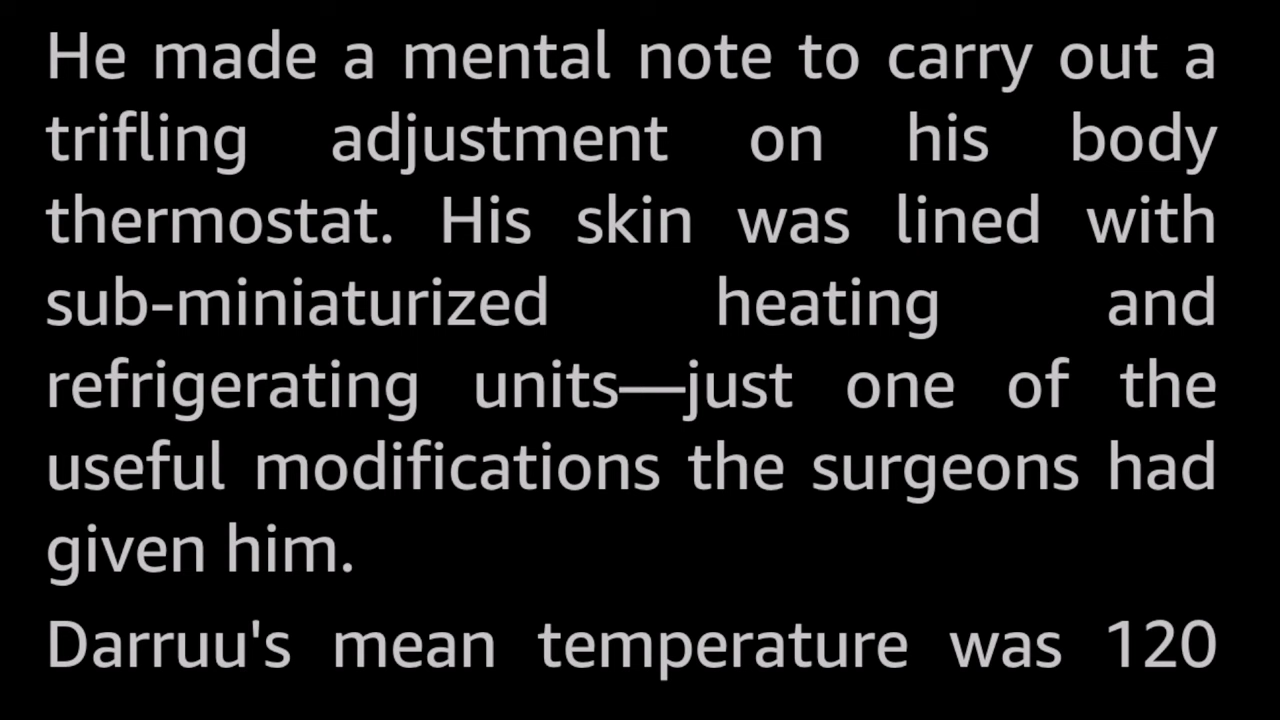 He made a mental note to carry out a
trifling adjustment on his body
thermostat. His skin was lined with
sub-miniaturized heating and
refrigerating units—just one of the
useful modifications the surgeons had
given him.
Darruu's mean temperature was 120